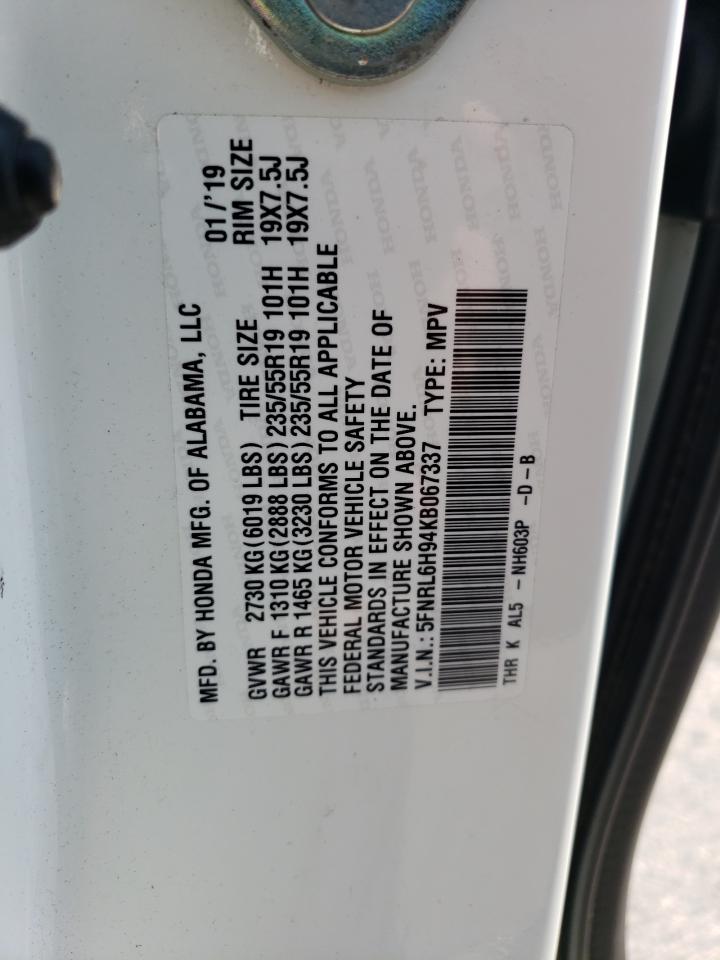 MFD. BY HONDA MFG. OF ALABAMA, LLC 01/'19
GVWR 2730 KG(6019 LBS) TIRE SIZE RIM SIZE
GAWR F 1310 KG(2888 LBS)235/55R19 101H 19X7.5J
GAWR R 1465 KG(3230 LBS)235/55R19 101H 19X7.5J
THIS VEHICLE CONFORMS TO ALL APPLICABLE
FEDERAL MOTOR VEHICLE SAFETY
STANDARDS IN EFFECT ON THE DATE OF
MANUFACTURE SHOWN ABOVE.
V.I.N.: 5FNRL6H94KB067337 TYPE: MPV
THR K AL5 - NH603P -D-B